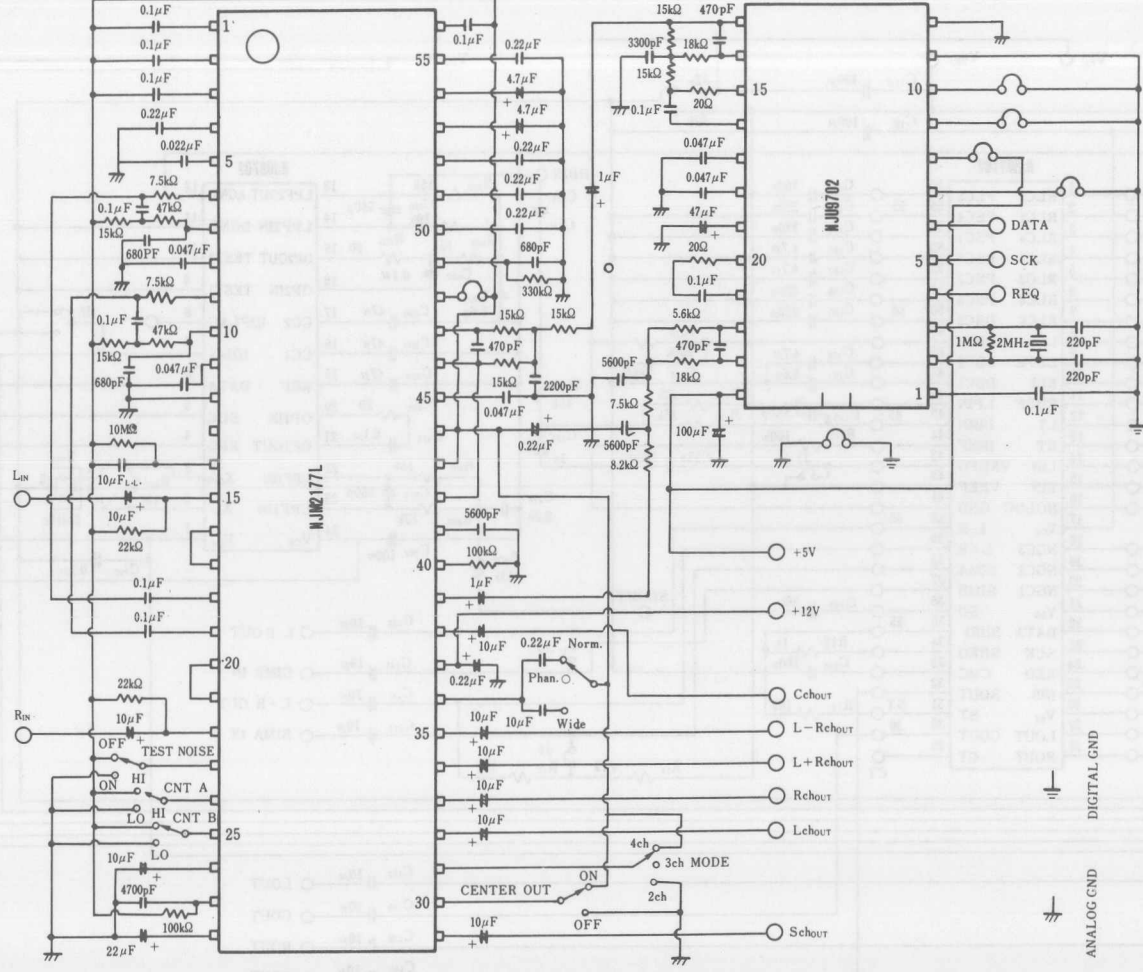 0.1μF
1
0.1μF
0.1μF
0.22μF
0.022μF
5
7.5kΩ
0.1μF
47kΩ
15kΩ
680PF
0.047μF
7.5kΩ
0.1μF
47kΩ
10
15kΩ
680pF
0.047μF
10MΩ
10μF L.L.
LIN
15
10μF
22kΩ
0.1μF
0.1μF
20
22kΩ
RIN
10μF
OFF
TEST NOISE
HI
ON
CNT A
HI
LO
CNT B
25
LO
10μF
4700pF
100kΩ
22μF
NJM2177L
0.1μF
0.22μF
55
4.7μF
4.7μF
0.22μF
0.22μF
0.22μF
50
680pF
330kΩ
15kΩ
15kΩ
470pF
15kΩ
2200pF
45
0.047μF
0.22μF
5600pF
100kΩ
40
1μF
10μF
0.22μF
0.22μF
Norm.
Phan.
10μF
Wide
35
10μF
10μF
10μF
10μF
30
CENTER OUT
ON
OFF
10μF
4ch
3ch MODE
2ch
1μF
15kΩ
470pF
3300pF
18kΩ
15kΩ
20Ω
15
0.1μF
0.047μF
0.047μF
47μF
20Ω
20
0.1μF
5.6kΩ
470pF
5600pF
18kΩ
7.5kΩ
5600pF
8.2kΩ
100μF
NJU8702
10
DATA
5
SCK
REQ
1MΩ
2MHz
220pF
220pF
1
0.1μF
+5V
+12V
CchOUT
L−RchOUT
L+RchOUT
RchOUT
LchOUT
SchOUT
DIGITAL GND
ANALOG GND